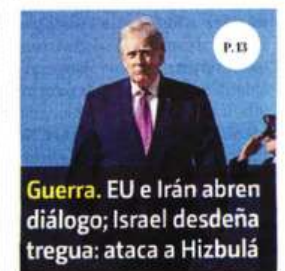 P. 13
Guerra. EU e Irán abren
diálogo; Israel desdeña
tregua: ataca a Hizbulá